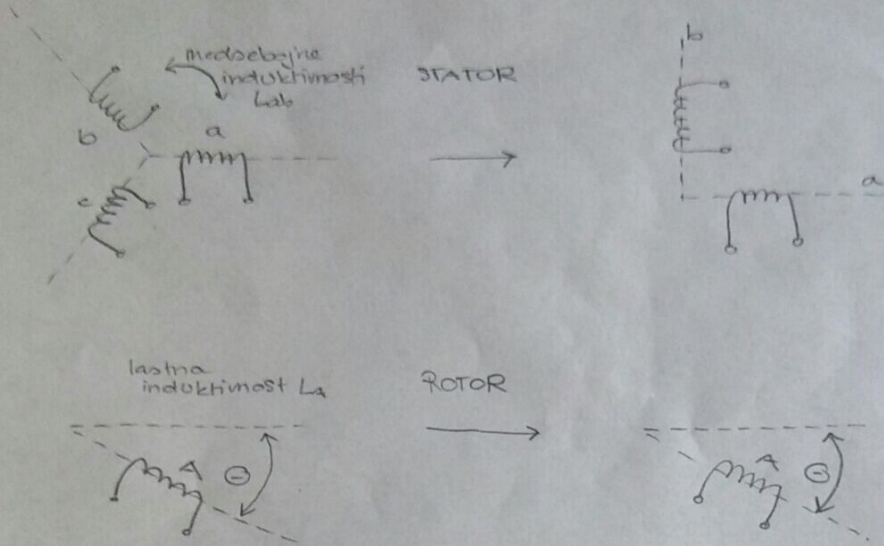 medsebojne
induktivnosti
Lab
STATOR
b
a
b
c
a
lastna
induktivnost LA
ROTOR
A
Θ
A
Θ